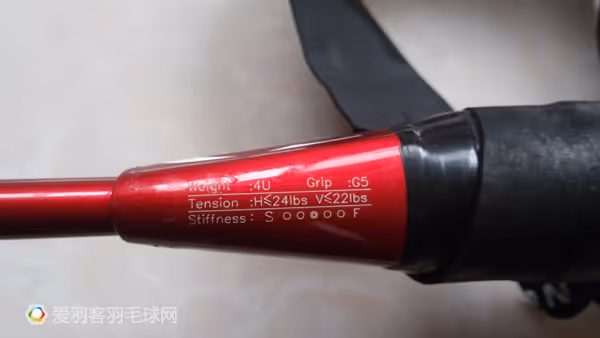 Weight :4U Grip :G5
Tension :H≤24lbs V≤22lbs
Stiffness: S ○○◉○○ F
爱羽客羽毛球网